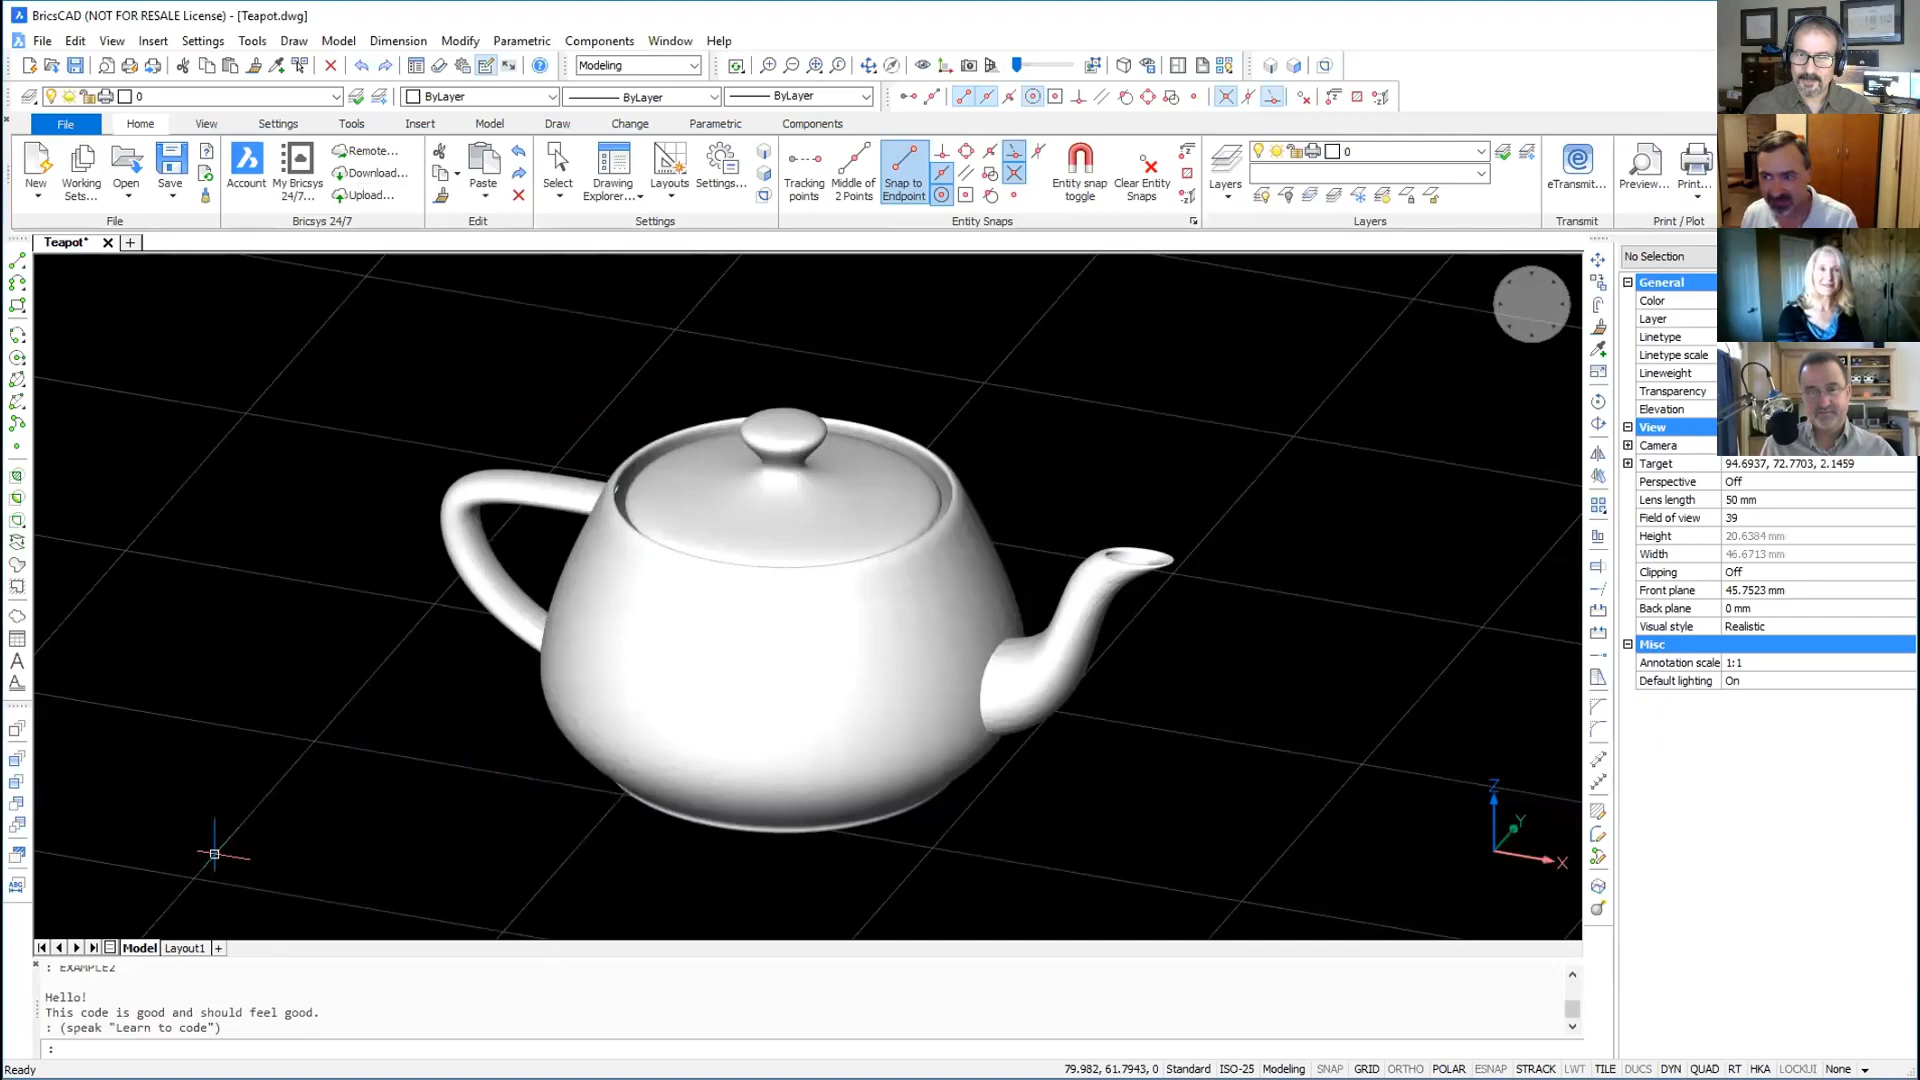 BricsCAD (NOT FOR RESALE License) - [Teapot.dwg]
File Edit View Insert Settings Tools Draw Model Dimension Modify Parametric Components Window Help
Modeling
0 ByLayer ByLayer ByLayer
File Home View Settings Tools Insert Model Draw Change Parametric Components
New Working Sets... Open Save
Account My Bricsys 24/7 Remote... Download... Upload...
Paste
Select Drawing Explorer... Layouts Settings...
Tracking points Middle of 2 Points Snap to Endpoint Entity snap toggle Clear Entity Snaps
Layers 0
eTransmit... Preview... Print...
File Bricsys 24/7 Edit Settings Entity Snaps Layers Transmit Print / Plot
Teapot*
No Selection
General
Color
Layer
Linetype
Linetype scale
Lineweight
Transparency
Elevation
View
Camera
Target 94.6937, 72.7703, 2.1459
Perspective Off
Lens length 50 mm
Field of view 39
Height 20.6384 mm
Width 46.6713 mm
Clipping Off
Front plane 45.7523 mm
Back plane 0 mm
Visual style Realistic
Misc
Annotation scale 1:1
Default lighting On
Z
Y
X
Model Layout1 +
: EXAMPLE2
Hello!
This code is good and should feel good.
: (speak "Learn to code")
:
Ready 79.982, 61.7943, 0 Standard ISO-25 Modeling SNAP GRID ORTHO POLAR ESNAP STRACK LWT TILE DUCS DYN QUAD RT HKA LOCKUI None